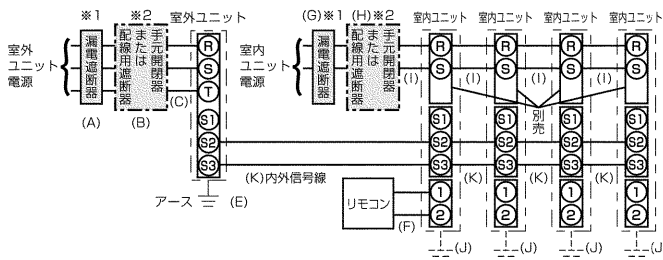 ※1
※2
室外ユニット
(G)※1
(H)※2
室内ユニット
室内ユニット
室内ユニット
室内ユニット
室外
ユニット
電源
漏電遮断器
手元開閉器
または
配線用遮断器
R
S
T
S1
S2
S3
(A)
(B)
(C)
アース
(E)
室内
ユニット
電源
漏電遮断器
手元開閉器
または
配線用遮断器
R
R
R
R
S
S
S
S
(I)
(I)
(I)
(I)
別売
S1
S1
S1
S1
S2
S2
S2
S2
S3
S3
S3
S3
(K)内外信号線
(K)
(K)
(K)
リモコン
(F)
1
1
1
1
2
2
2
2
(J)
(J)
(J)
(J)